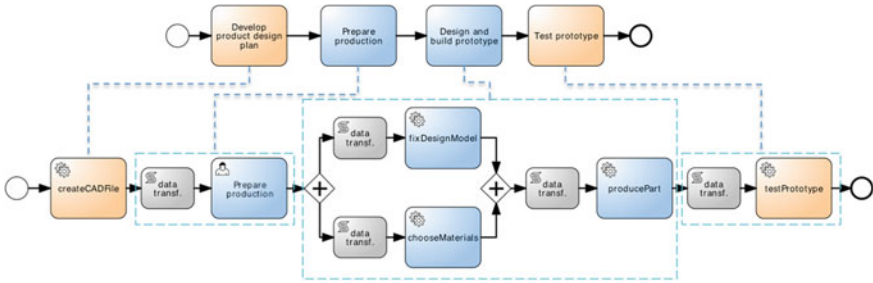 Develop
product design
plan
Prepare
production
Design and
build prototype
Test prototype
createCADFile
data
transf.
Prepare
production
data
transf.
fixDesignModel
data
transf.
chooseMaterials
data
transf.
producePart
data
transf.
testPrototype